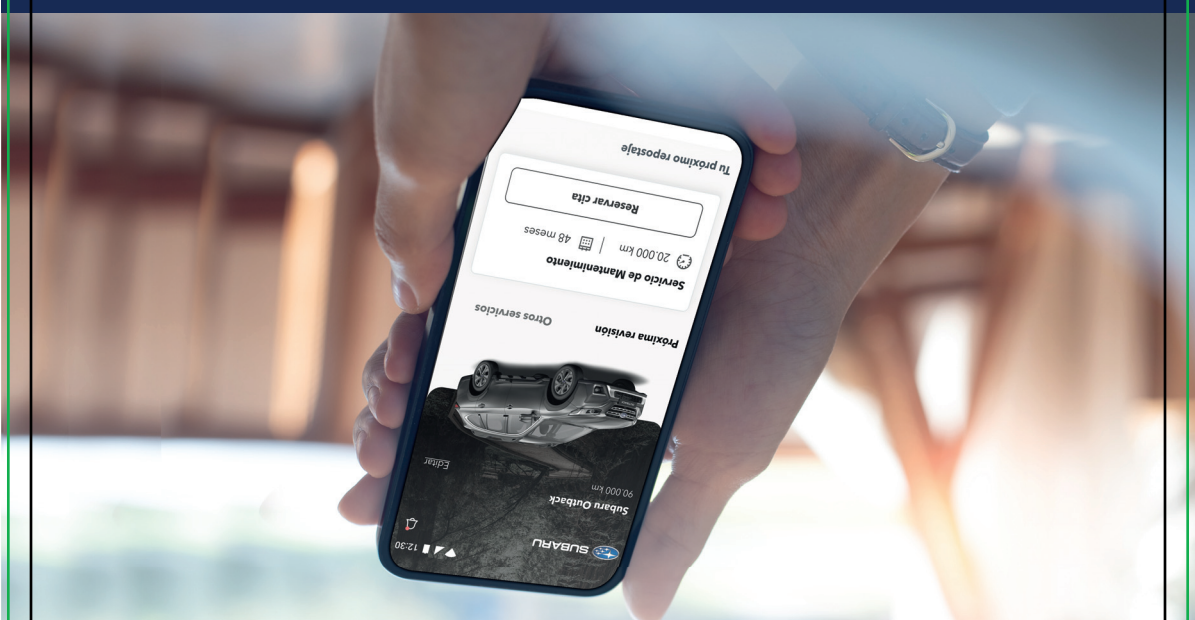 12:30
SUBARU
Subaru Outback
90.000 km
Editar
Próxima revisión
Otros servicios
Servicio de Mantenimiento
20.000 km
48 meses
Reservar cita
Tu próximo repostaje